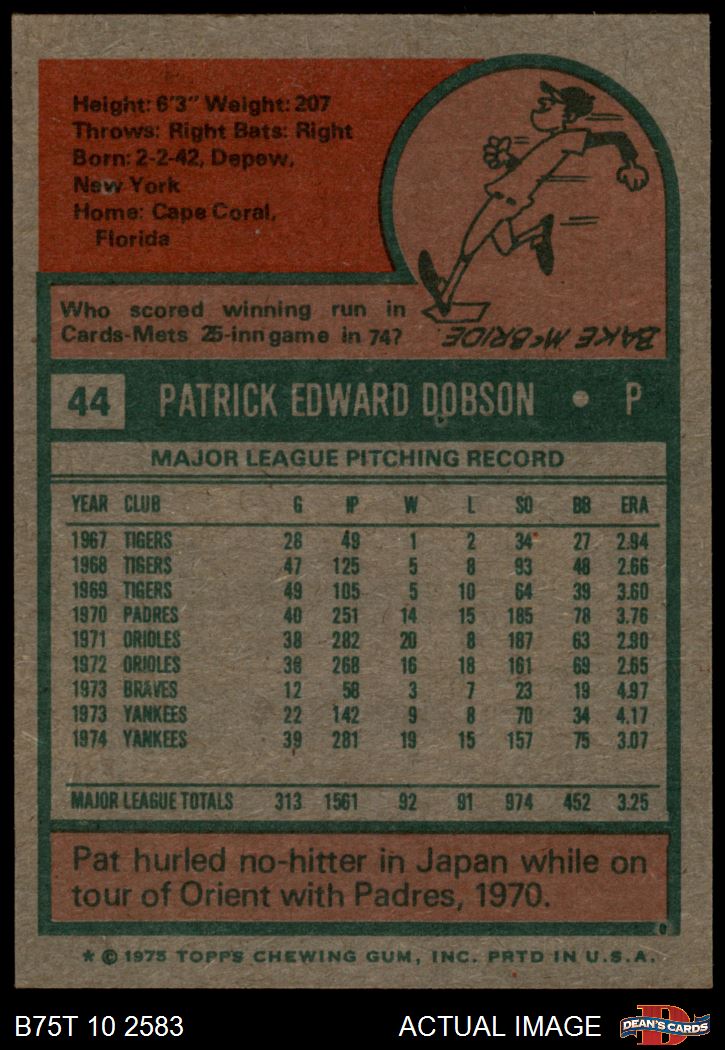 Height: 6'3" Weight: 207
Throws: Right Bats: Right
Born: 2-2-42, Depew,
New York
Home: Cape Coral,
Florida
Who scored winning run in
Cards-Mets 25-inn game in 74?
BAKE McBRIDE
44 PATRICK EDWARD DOBSON • P
MAJOR LEAGUE PITCHING RECORD
YEAR CLUB G IP W L SO BB ERA
1967 TIGERS 28 49 1 2 34 27 2.94
1968 TIGERS 47 125 5 8 93 48 2.66
1969 TIGERS 49 105 5 10 64 39 3.60
1970 PADRES 40 251 14 15 185 78 3.76
1971 ORIOLES 38 282 20 8 187 63 2.90
1972 ORIOLES 38 268 16 18 161 69 2.65
1973 BRAVES 12 58 3 7 23 19 4.97
1973 YANKEES 22 142 9 8 70 34 4.17
1974 YANKEES 39 281 19 15 157 75 3.07
MAJOR LEAGUE TOTALS 313 1561 92 91 974 452 3.25
Pat hurled no-hitter in Japan while on
tour of Orient with Padres, 1970.
* © 1975 TOPPS CHEWING GUM, INC. PRTD IN U.S.A.
B75T 10 2583 ACTUAL IMAGE
D
DEAN'S CARDS